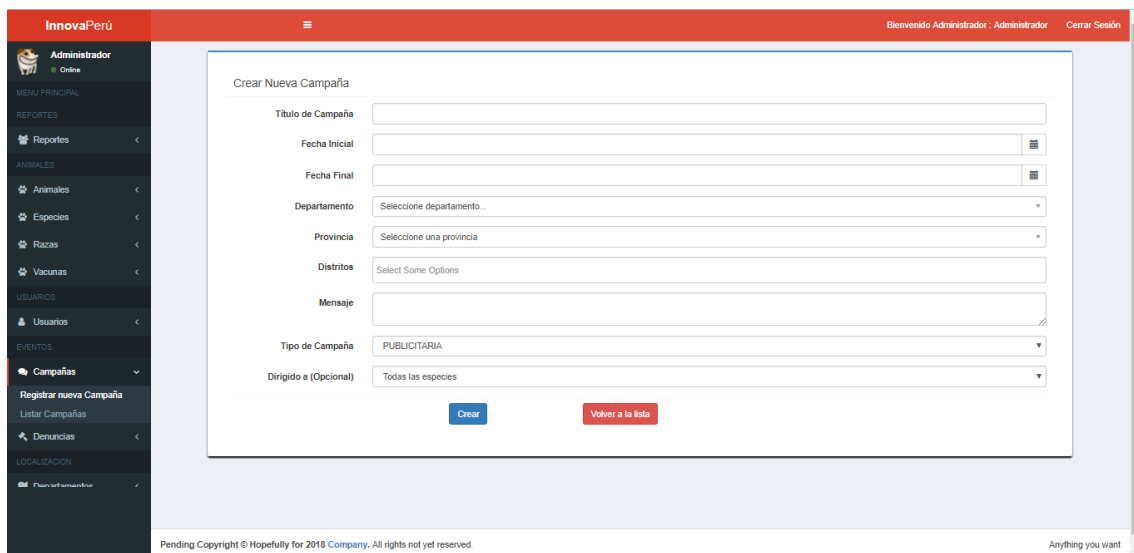 InnovaPerú
Bienvenido Administrador : Administrador Cerrar Sesión
Administrador
Online
MENU PRINCIPAL
REPORTES
Reportes
ANIMALES
Animales
Especies
Razas
Vacunas
USUARIOS
Usuarios
EVENTOS
Campañas
Registrar nueva Campaña
Listar Campañas
Denuncias
LOCALIZACION
Departamentos
Crear Nueva Campaña
Título de Campaña
Fecha Inicial
Fecha Final
Departamento Seleccione departamento...
Provincia Seleccione una provincia
Distritos Select Some Options
Mensaje
Tipo de Campaña PUBLICITARIA
Dirigido a (Opcional) Todas las especies
Crear Volver a la lista
Pending Copyright © Hopefully for 2018 Company. All rights not yet reserved. Anything you want